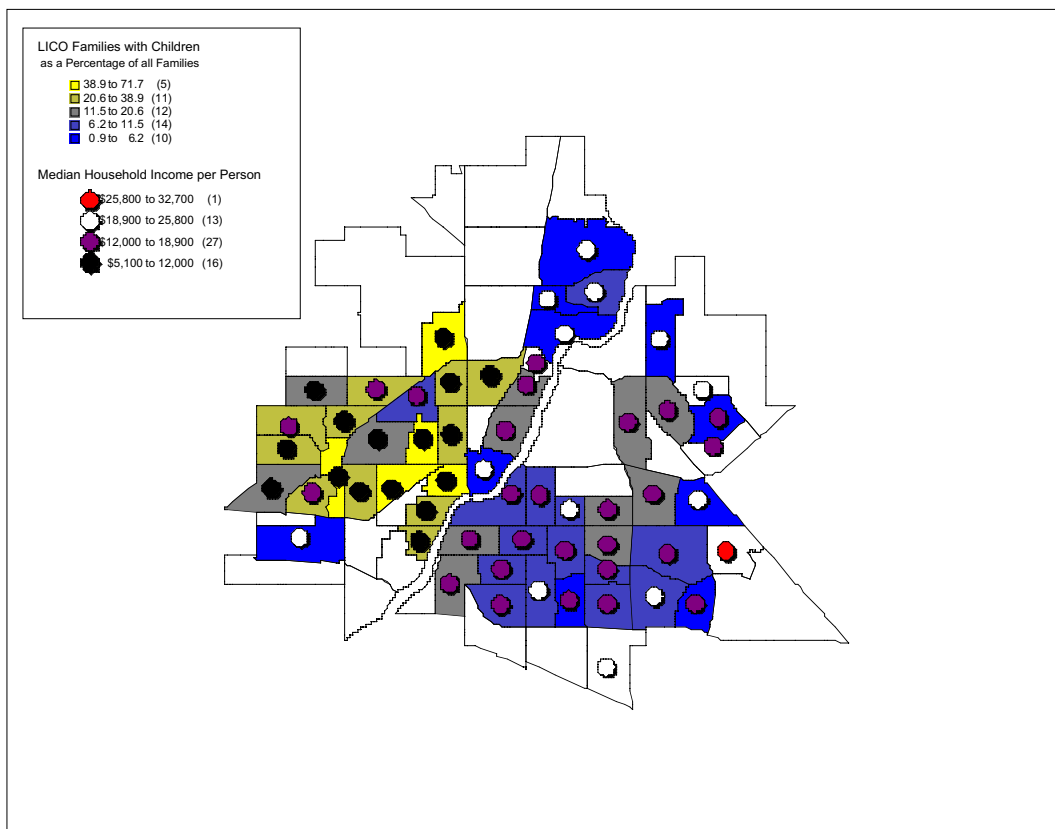 LICO Families with Children
as a Percentage of all Families
38.9 to 71.7 (5)
20.6 to 38.9 (11)
11.5 to 20.6 (12)
6.2 to 11.5 (14)
0.9 to 6.2 (10)
Median Household Income per Person
$25,800 to 32,700 (1)
$18,900 to 25,800 (13)
$12,000 to 18,900 (27)
$5,100 to 12,000 (16)